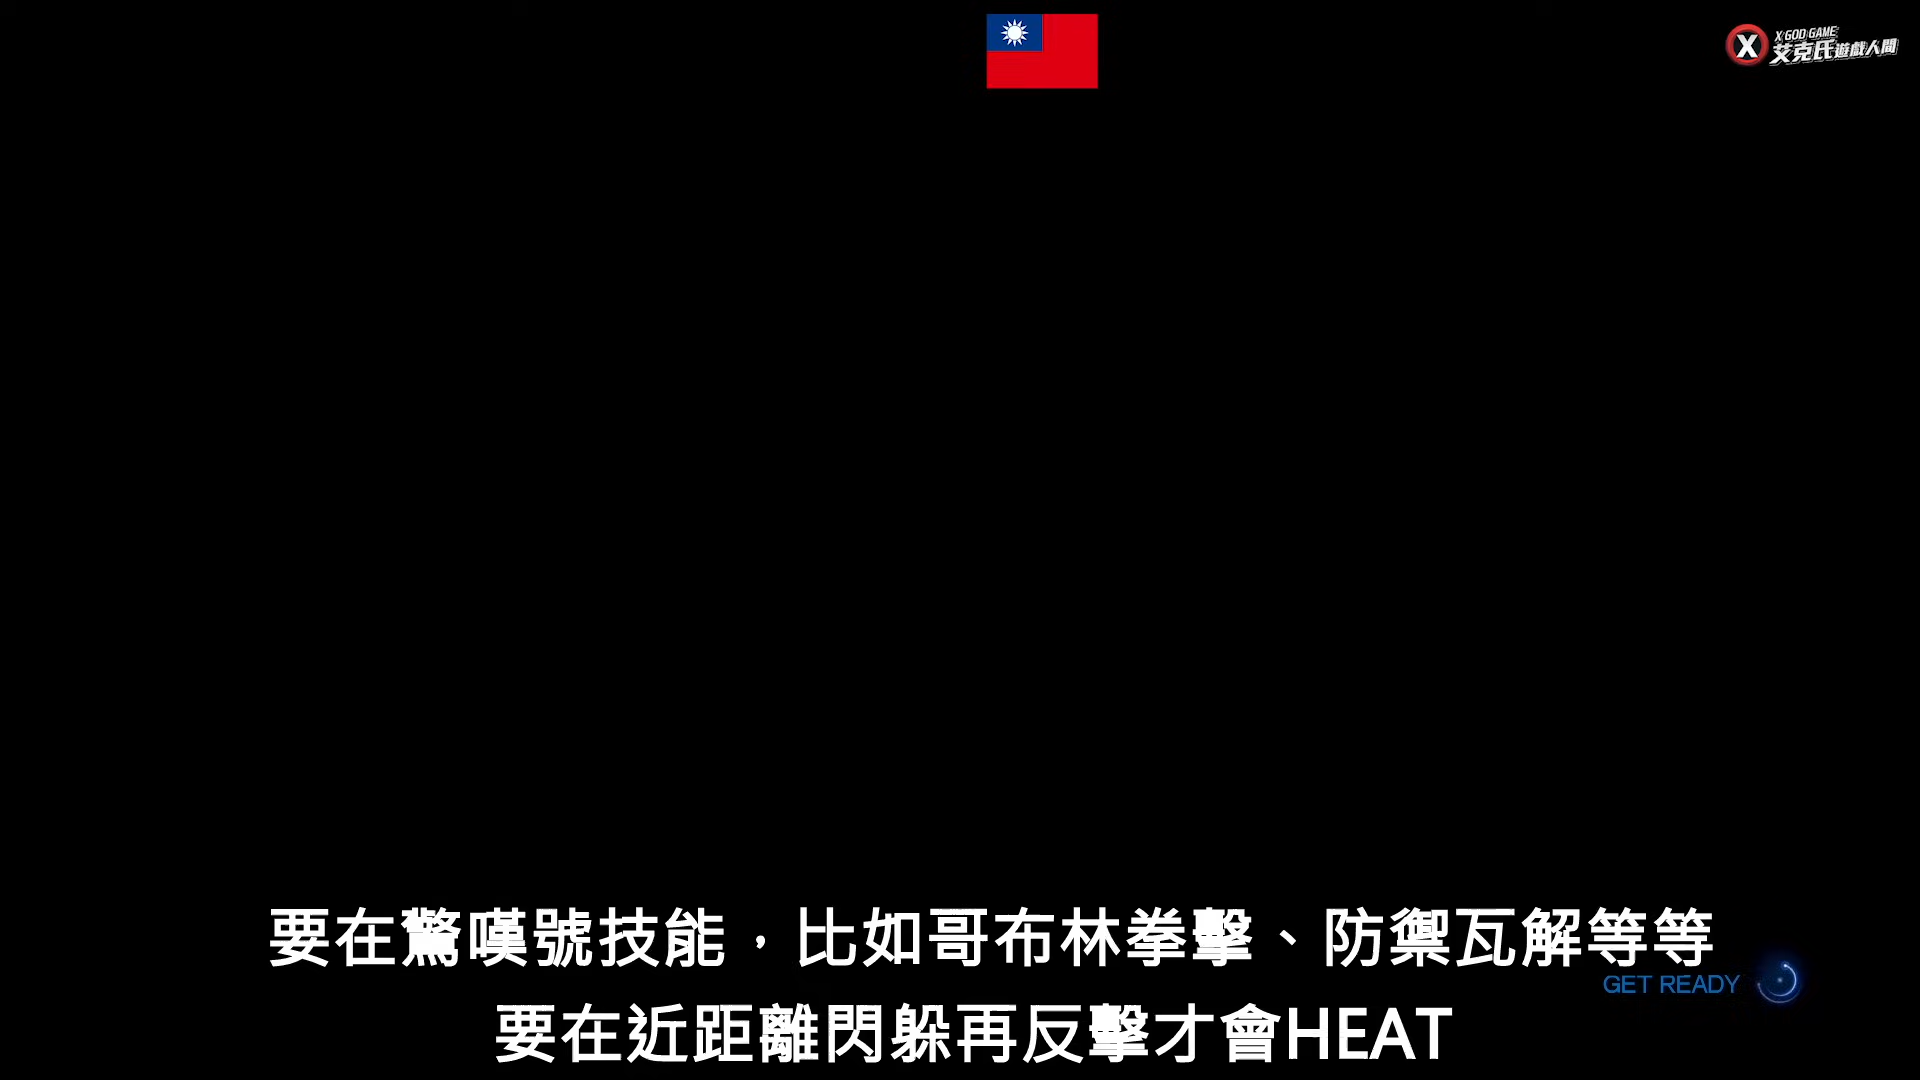 X GOD GAME
艾克氏遊戲人間
要在驚嘆號技能，比如哥布林拳擊、防禦瓦解等等
GET READY
要在近距離閃躲再反擊才會HEAT